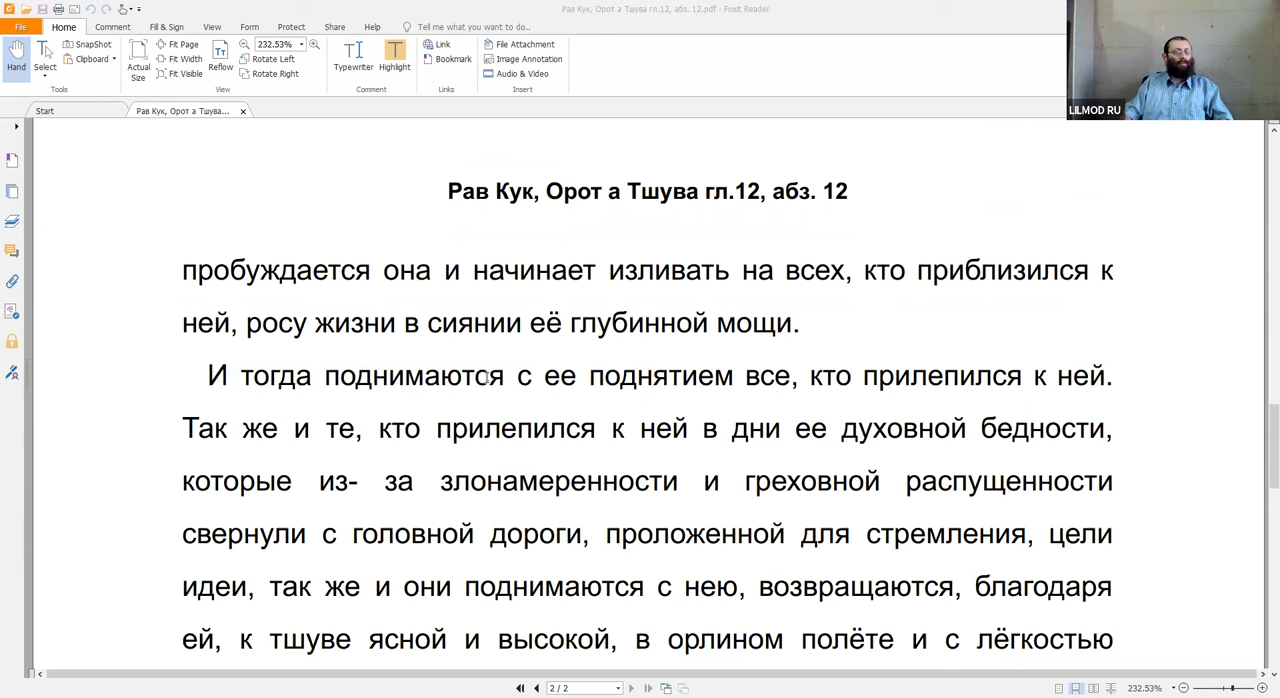 Рав Кук, Орот а Тшува гл.12, абз. 12.pdf - Foxit Reader
File Home Comment Fill & Sign View Form Protect Share Help Tell me what you want to do...
Hand
Select
SnapShot
Clipboard
Actual Size
Fit Page
Fit Width
Fit Visible
Reflow
232.53%
Rotate Left
Rotate Right
Typewriter
Highlight
Link
Bookmark
File Attachment
Image Annotation
Audio & Video
Tools View Comment Links Insert
LILMOD RU
Start Рав Кук, Орот а Тшува...
Рав Кук, Орот а Тшува гл.12, абз. 12
пробуждается она и начинает изливать на всех, кто приблизился к
ней, росу жизни в сиянии её глубинной мощи.
И тогда поднимаются с ее поднятием все, кто прилепился к ней.
Так же и те, кто прилепился к ней в дни ее духовной бедности,
которые из- за злонамеренности и греховной распущенности
свернули с головной дороги, проложенной для стремления, цели
идеи, так же и они поднимаются с нею, возвращаются, благодаря
ей, к тшуве ясной и высокой, в орлином полёте и с лёгкостью
2 / 2
232.53%